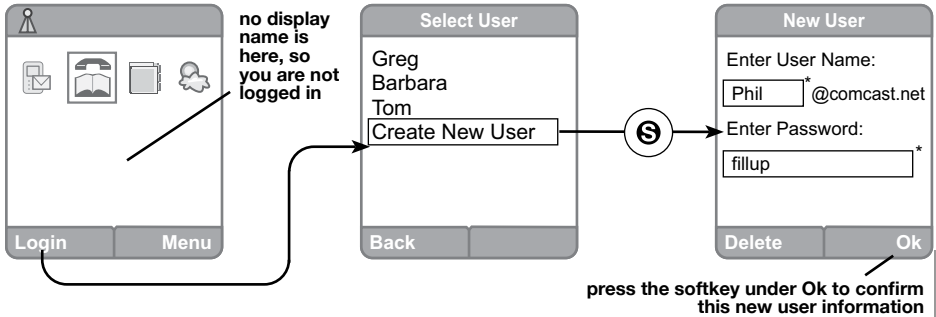 no display
name is
here, so
you are not
logged in
Login Menu
Select User
Greg
Barbara
Tom
Create New User
Back
S
New User
Enter User Name:
Phil * @comcast.net
Enter Password:
fillup *
Delete Ok
press the softkey under Ok to confirm
this new user information